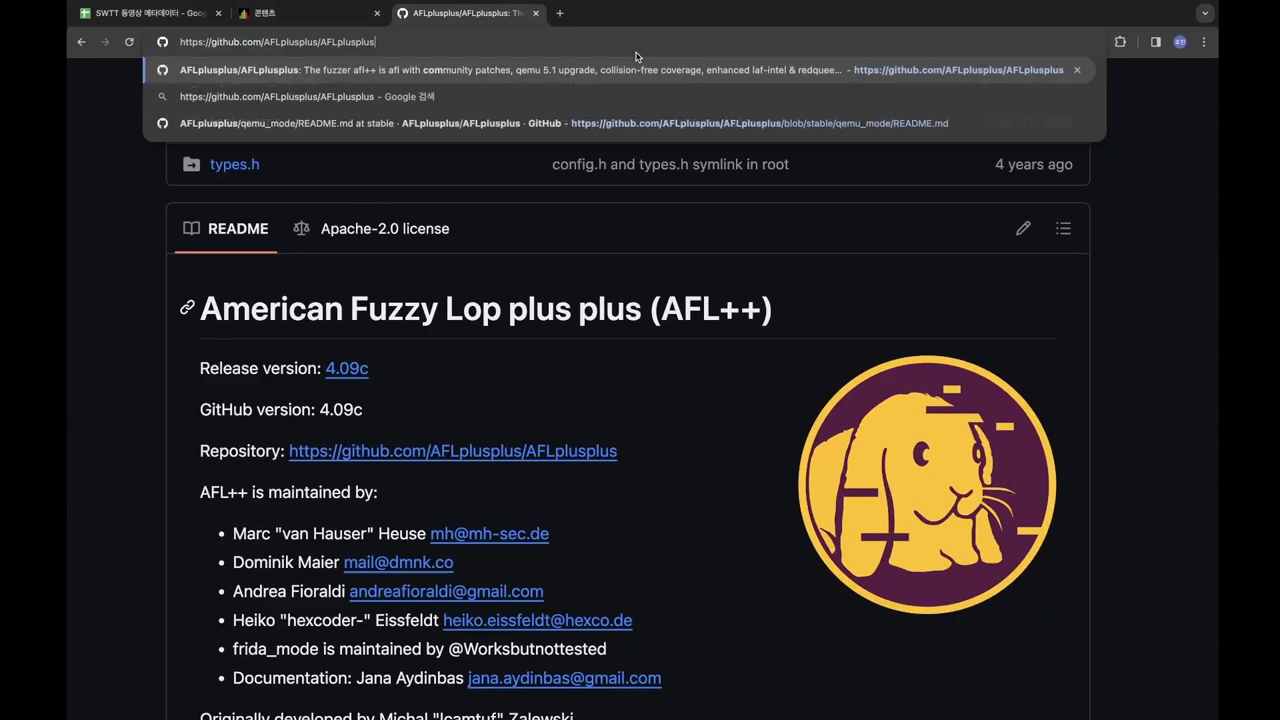 SWTT 동영상 메타데이터 - Goog
콘텐츠
AFLplusplus/AFLplusplus: Th
https://github.com/AFLplusplus/AFLplusplus
AFLplusplus/AFLplusplus: The fuzzer afl++ is afl with community patches, qemu 5.1 upgrade, collision-free coverage, enhanced laf-intel & redquee... - https://github.com/AFLplusplus/AFLplusplus
https://github.com/AFLplusplus/AFLplusplus - Google 검색
AFLplusplus/qemu_mode/README.md at stable · AFLplusplus/AFLplusplus · GitHub - https://github.com/AFLplusplus/AFLplusplus/blob/stable/qemu_mode/README.md
types.h config.h and types.h symlink in root 4 years ago
README Apache-2.0 license
American Fuzzy Lop plus plus (AFL++)
Release version: 4.09c
GitHub version: 4.09c
Repository: https://github.com/AFLplusplus/AFLplusplus
AFL++ is maintained by:
• Marc "van Hauser" Heuse mh@mh-sec.de
• Dominik Maier mail@dmnk.co
• Andrea Fioraldi andreafioraldi@gmail.com
• Heiko "hexcoder-" Eissfeldt heiko.eissfeldt@hexco.de
• frida_mode is maintained by @Worksbutnottested
• Documentation: Jana Aydinbas jana.aydinbas@gmail.com
Originally developed by Michal "lcamtuf" Zalewski.